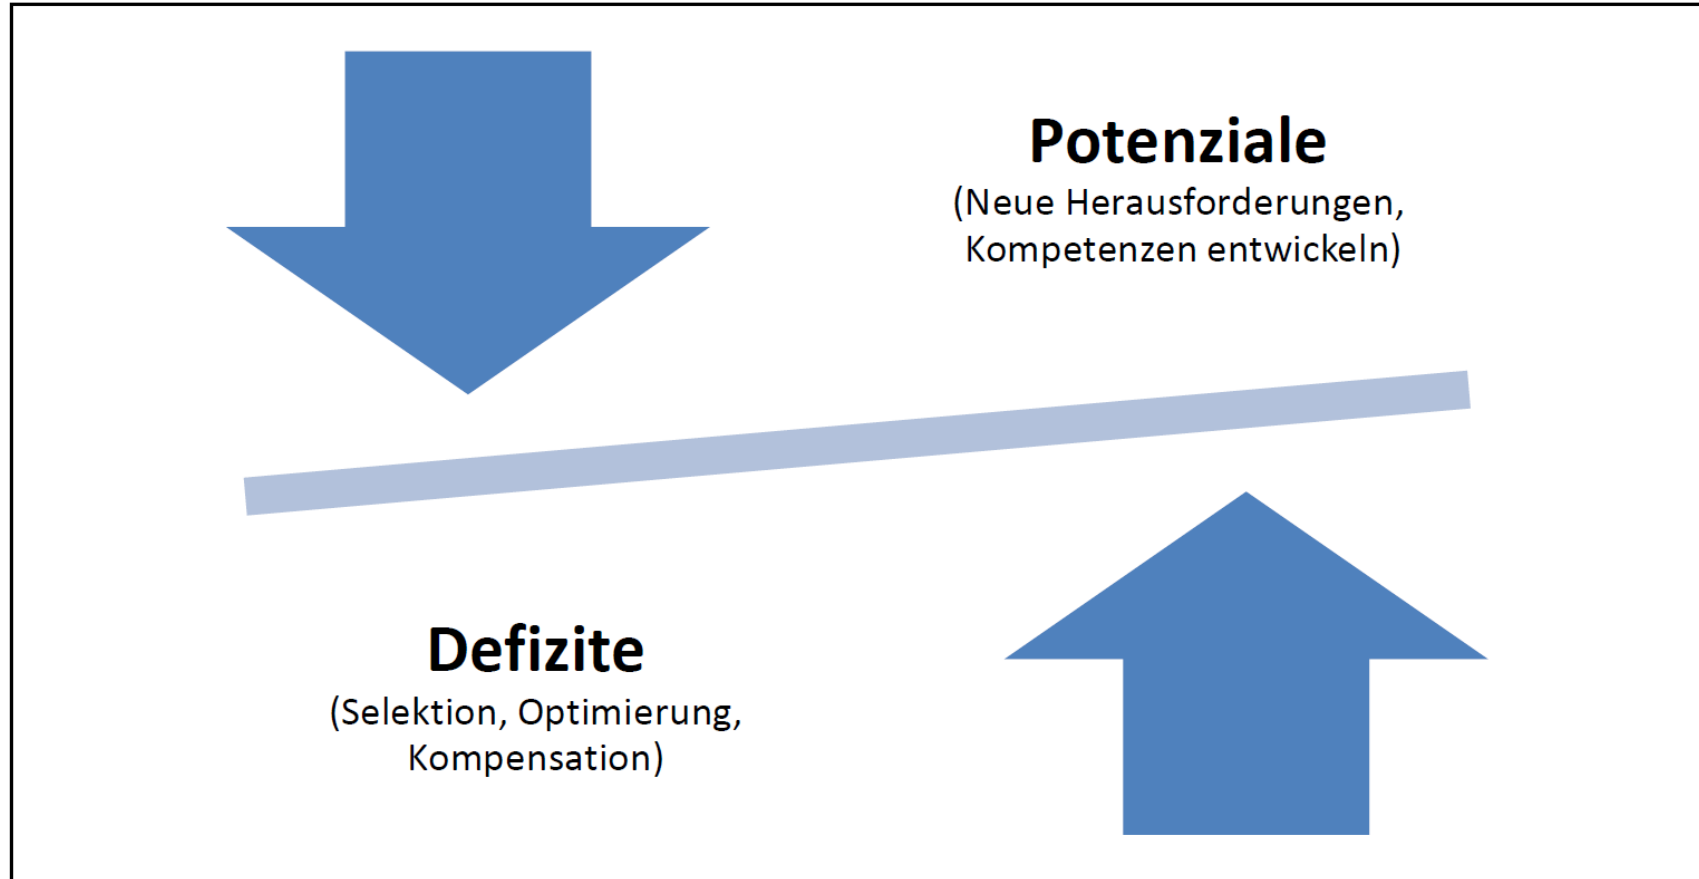 Potenziale
(Neue Herausforderungen,
Kompetenzen entwickeln)
Defizite
(Selektion, Optimierung,
Kompensation)